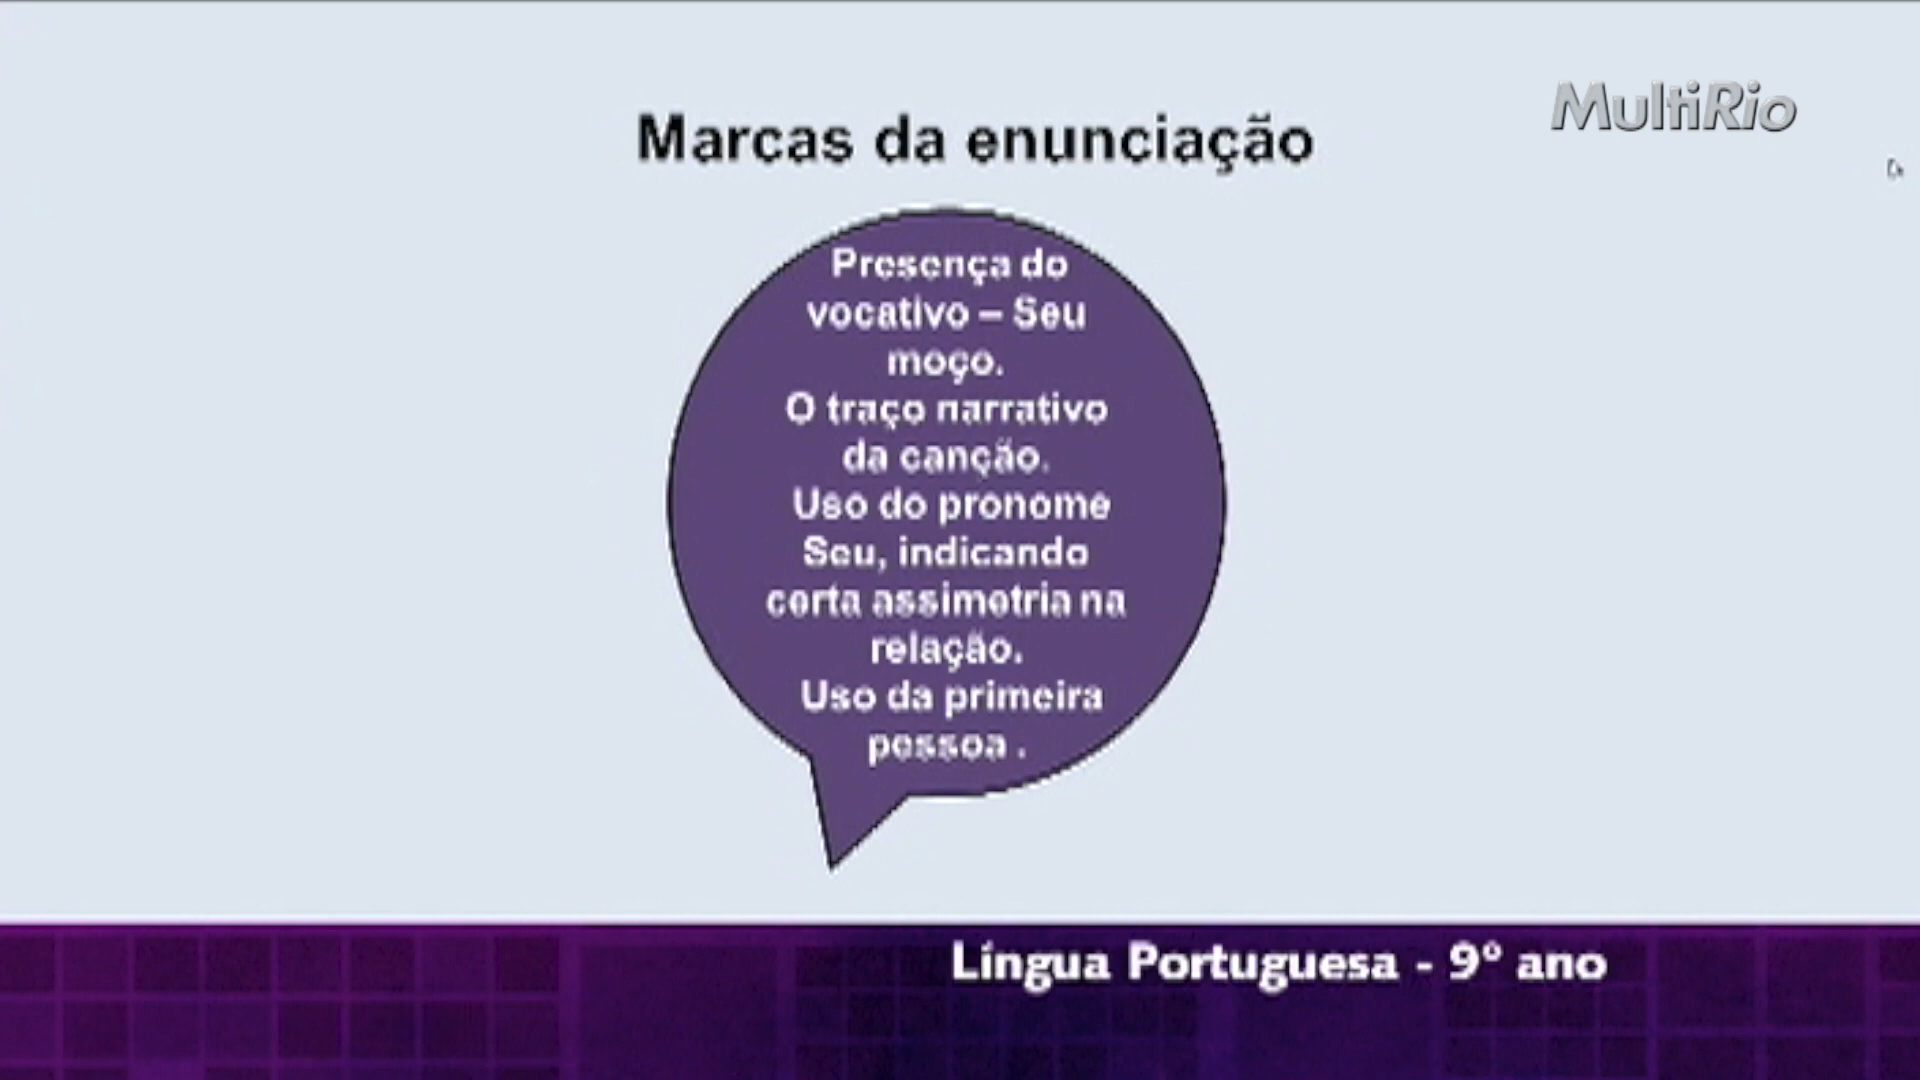 MultiRio
Marcas da enunciação
Presença do
vocativo – Seu
moço.
O traço narrativo
da canção.
Uso do pronome
Seu, indicando
certa assimetria na
relação.
Uso da primeira
pessoa .
Língua Portuguesa - 9º ano